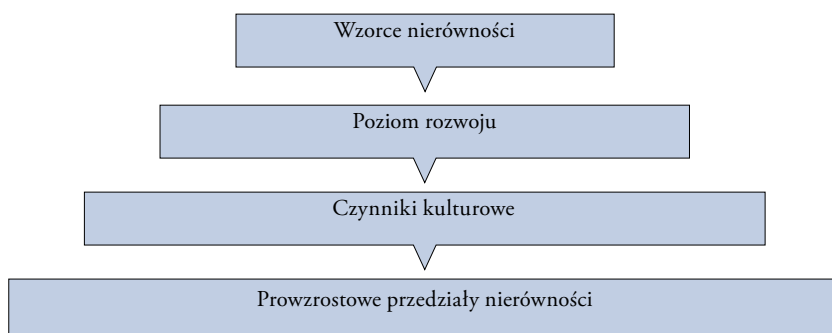 Wzorce nierówności
Poziom rozwoju
Czynniki kulturowe
Prowzrostowe przedziały nierówności